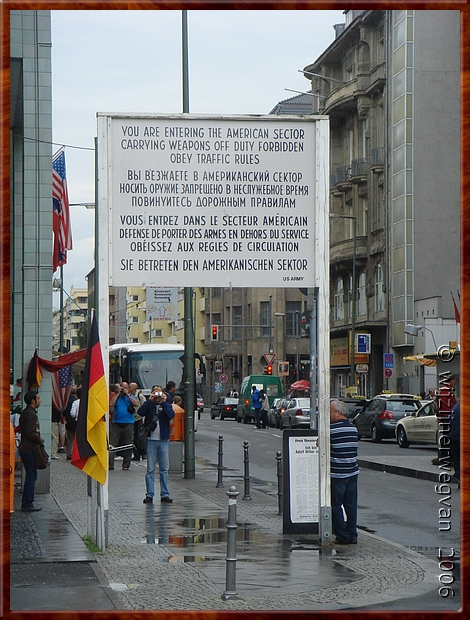 YOU ARE ENTERING THE AMERICAN SECTOR
CARRYING WEAPONS OFF DUTY FORBIDDEN
OBEY TRAFFIC RULES
ВЫ ВЪЕЗЖАЕТЕ В АМЕРИКАНСКИЙ СЕКТОР
НОСИТЬ ОРУЖИЕ ЗАПРЕЩЕНО В НЕСЛУЖЕБНОЕ ВРЕМЯ
ПОВИНУЙТЕСЬ ДОРОЖНЫМ ПРАВИЛАМ
VOUS ENTREZ DANS LE SECTEUR AMÉRICAIN
DEFENSE DE PORTER DES ARMES EN DEHORS DU SERVICE
OBÉISSEZ AUX REGLES DE CIRCULATION
SIE BETRETEN DEN AMERIKANISCHEN SEKTOR
US ARMY
© witznerwegvan 2006